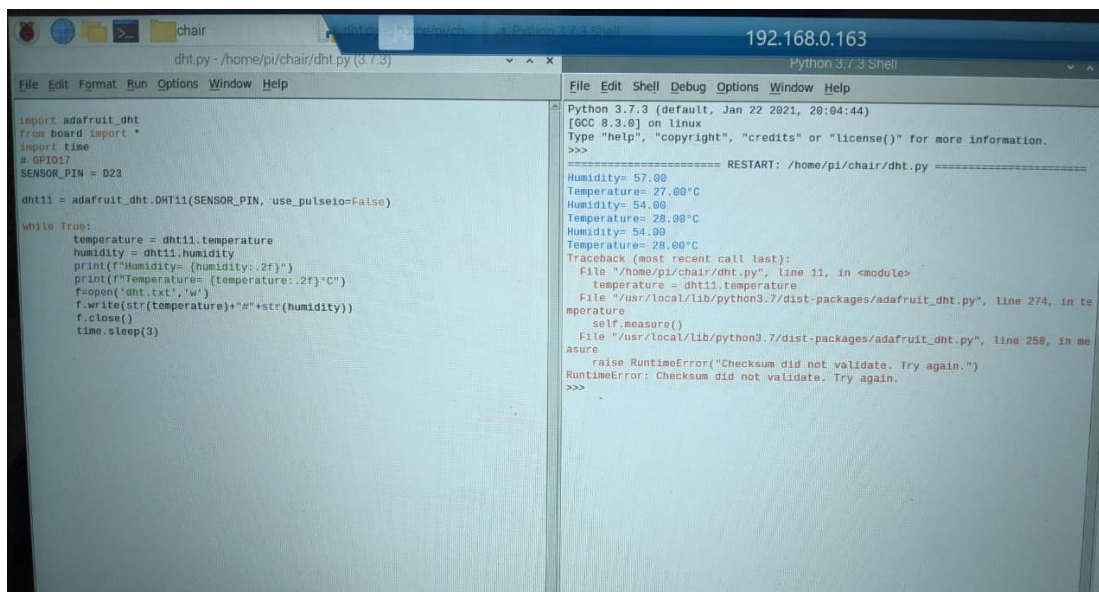 chair
192.168.0.163
dht.py - /home/pi/chair/dht.py (3.7.3)
File Edit Format Run Options Window Help
import adafruit_dht
from board import *
import time
# GPIO17
SENSOR_PIN = D23
dht11 = adafruit_dht.DHT11(SENSOR_PIN, use_pulseio=False)
while True:
temperature = dht11.temperature
humidity = dht11.humidity
print(f"Humidity= {humidity:.2f}")
print(f"Temperature= {temperature:.2f}°C")
f=open('dht.txt','w')
f.write(str(temperature)+"#"+str(humidity))
f.close()
time.sleep(3)
Python 3.7.3 Shell
File Edit Shell Debug Options Window Help
Python 3.7.3 (default, Jan 22 2021, 20:04:44)
[GCC 8.3.0] on linux
Type "help", "copyright", "credits" or "license()" for more information.
>>>
======================= RESTART: /home/pi/chair/dht.py =======================
Humidity= 57.00
Temperature= 27.00°C
Humidity= 54.00
Temperature= 28.00°C
Humidity= 54.00
Temperature= 28.00°C
Traceback (most recent call last):
File "/home/pi/chair/dht.py", line 11, in <module>
temperature = dht11.temperature
File "/usr/local/lib/python3.7/dist-packages/adafruit_dht.py", line 274, in te
mperature
self.measure()
File "/usr/local/lib/python3.7/dist-packages/adafruit_dht.py", line 258, in me
asure
raise RuntimeError("Checksum did not validate. Try again.")
RuntimeError: Checksum did not validate. Try again.
>>>